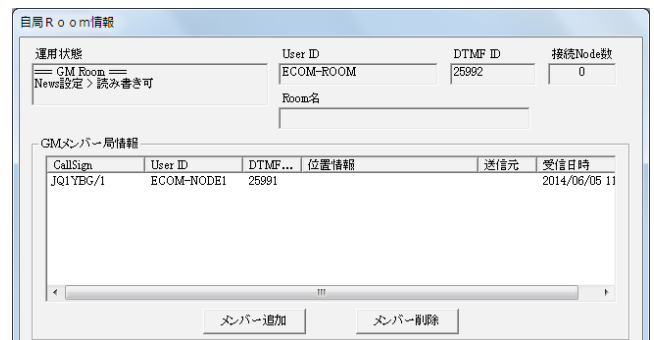 自局Ｒｏｏｍ情報
運用状態 User ID DTMF ID 接続Node数
== GM Room == ECOM-ROOM 25992 0
News設定 > 読み書き可
Room名
GMメンバー局情報
CallSign User ID DTMF... 位置情報 送信元 受信日時
JQ1YBG/1 ECOM-NODE1 25991 2014/06/05 11
メンバー追加 メンバー削除